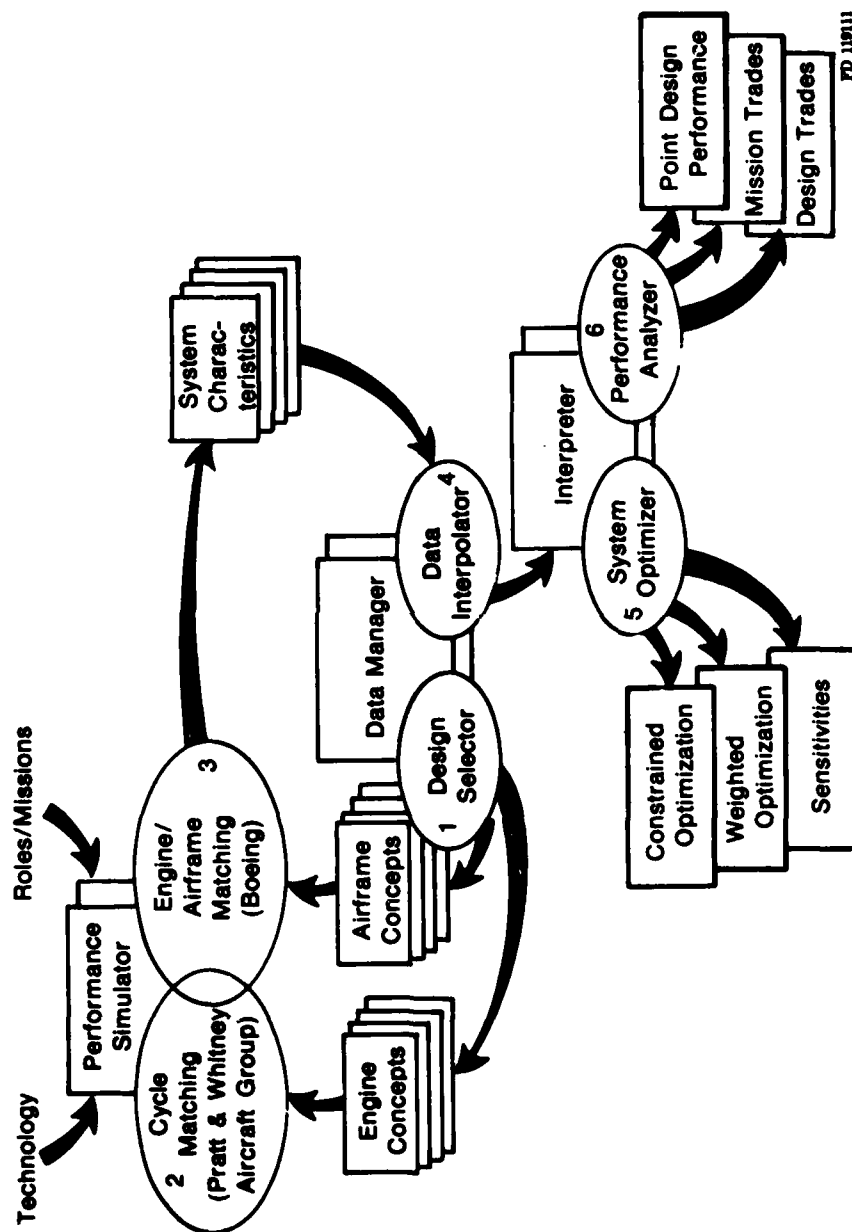 Technology
Roles/Missions
Performance
Simulator
2
Cycle
Matching
(Pratt & Whitney
Aircraft Group)
3
Engine/
Airframe
Matching
(Boeing)
System
Charac-
teristics
Engine
Concepts
Airframe
Concepts
Data Manager
1
Design
Selector
Data
Interpolator
4
Interpreter
5
System
Optimizer
6
Performance
Analyzer
Constrained
Optimization
Weighted
Optimization
Sensitivities
Point Design
Performance
Mission Trades
Design Trades
FD 119111